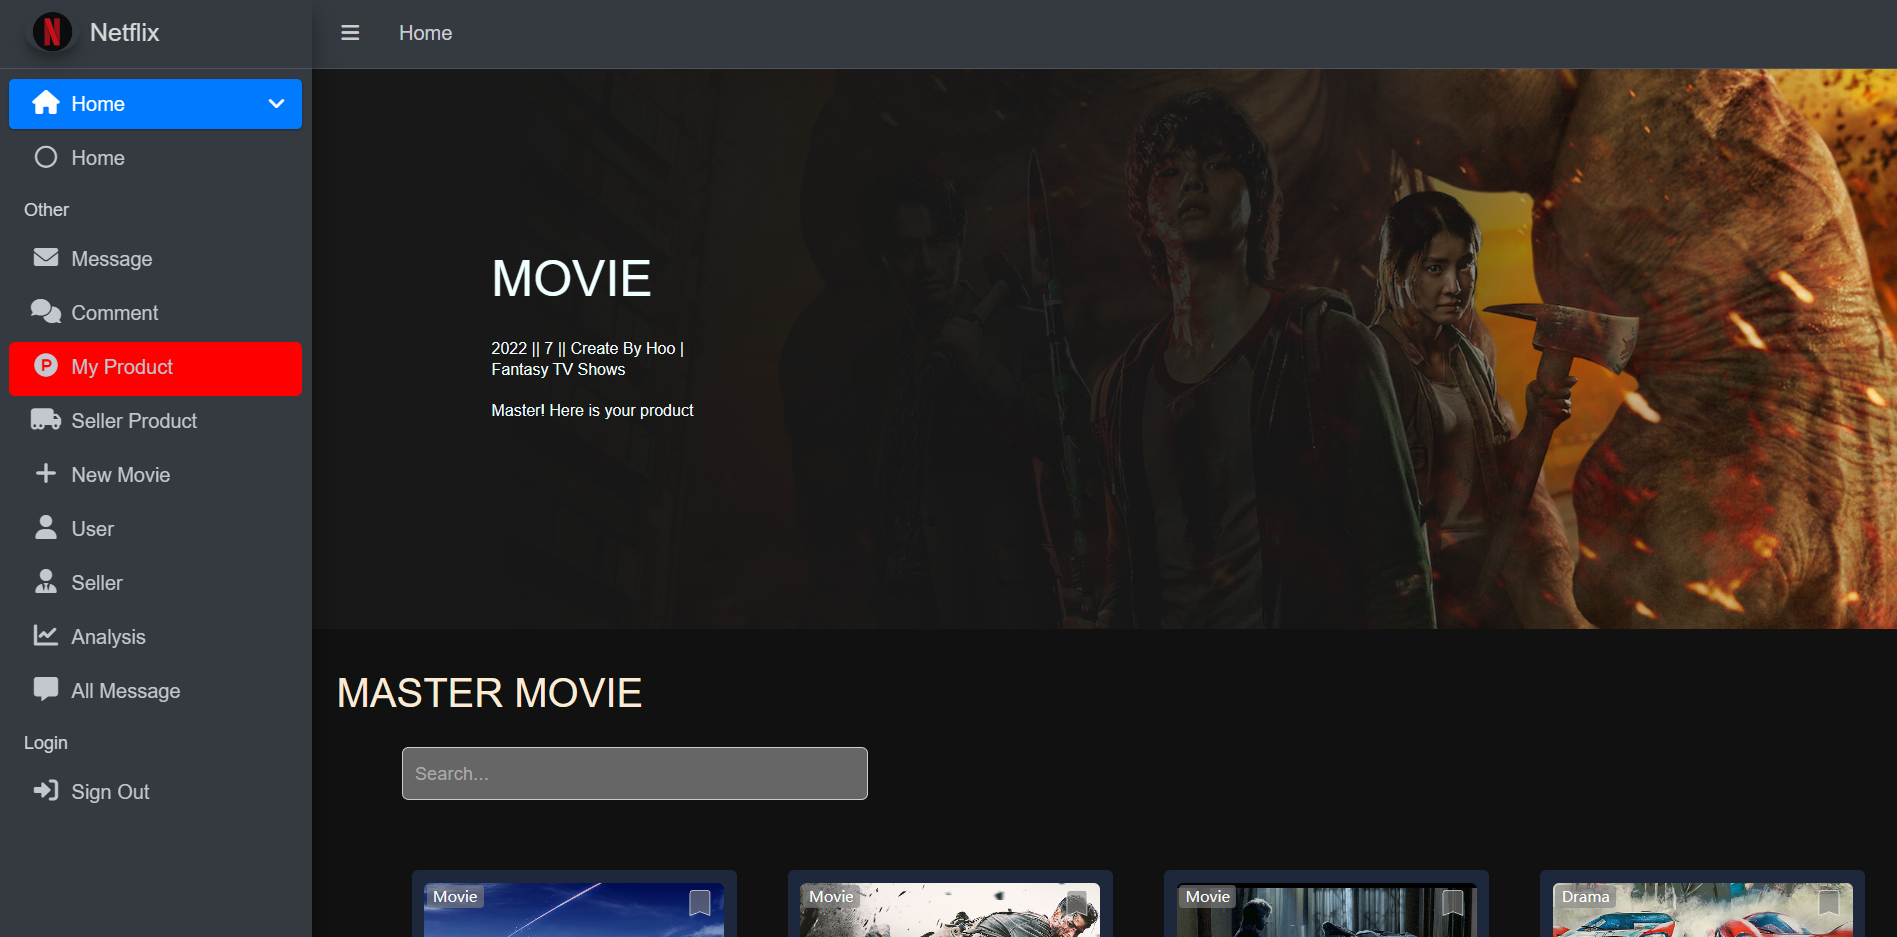 Netflix
Home
Home
Home
Other
Message
Comment
My Product
Seller Product
New Movie
User
Seller
Analysis
All Message
Login
Sign Out
MOVIE
2022 || 7 || Create By Hoo |
Fantasy TV Shows
Master! Here is your product
MASTER MOVIE
Search...
Movie
Movie
Movie
Drama